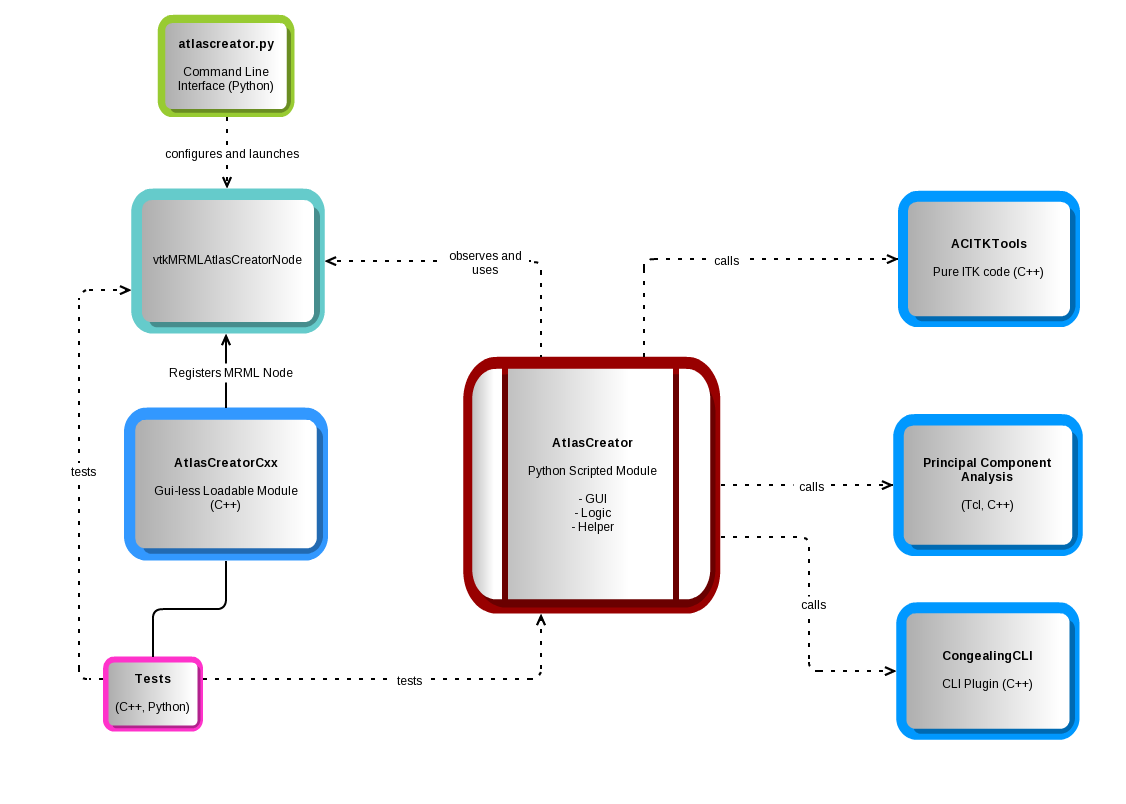 atlascreator.py
Command Line
Interface (Python)
configures and launches
vtkMRMLAtlasCreatorNode
observes and
uses
calls
ACITKTools
Pure ITK code (C++)
Registers MRML Node
AtlasCreatorCxx
Gui-less Loadable Module
(C++)
tests
AtlasCreator
Python Scripted Module
- GUI
- Logic
- Helper
calls
Principal Component
Analysis
(Tcl, C++)
calls
CongealingCLI
CLI Plugin (C++)
Tests
(C++, Python)
tests